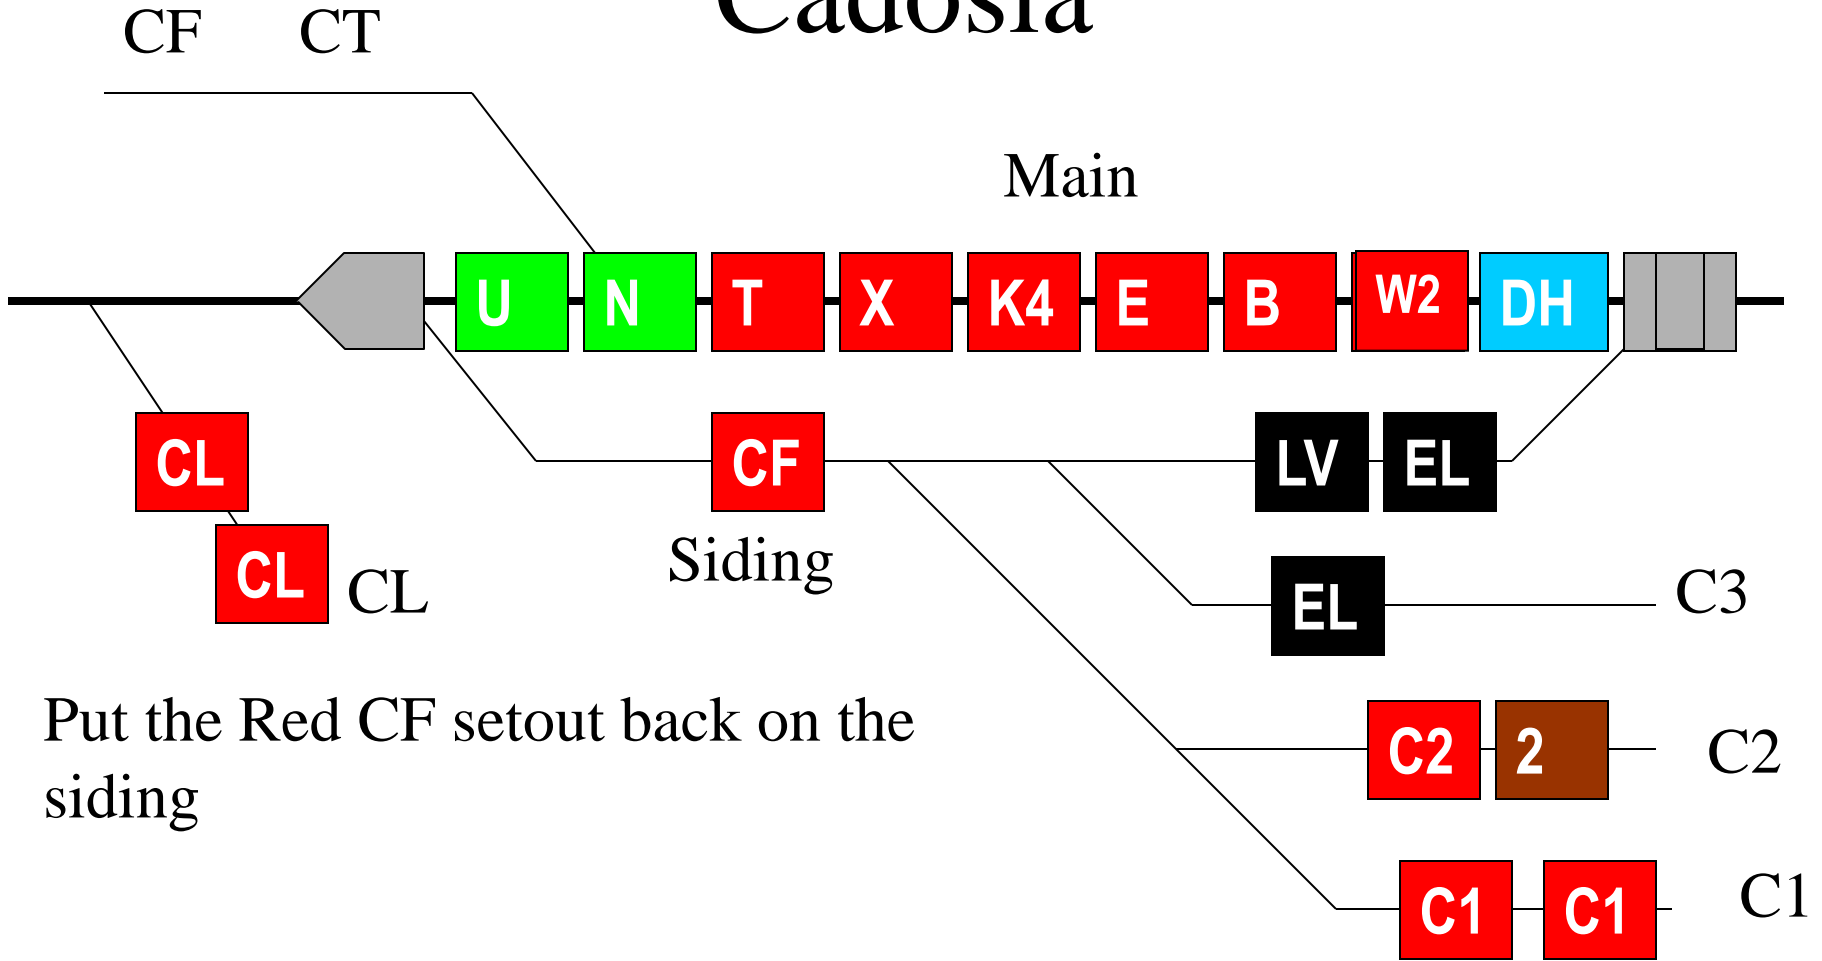 Cadosia
CF CT
Main
U N T X K4 E B W2 DH
CL CF LV EL
Siding
CL CL
EL C3
Put the Red CF setout back on the
siding
C2 2 C2
C1 C1 C1